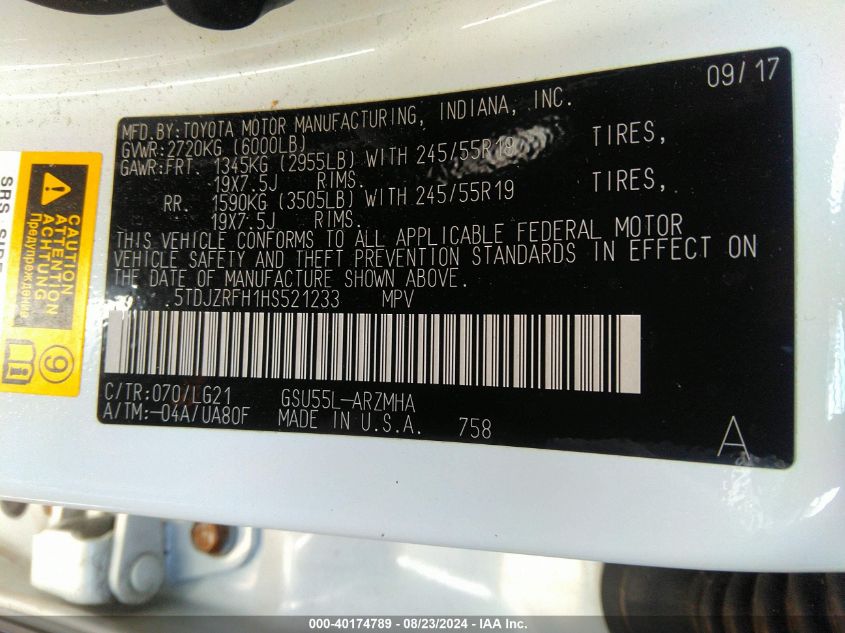 09/17
MFD.BY:TOYOTA MOTOR MANUFACTURING, INDIANA, INC.
GVWR:2720KG (6000LB)
GAWR:FRT. 1345KG (2955LB) WITH 245/55R19 TIRES,
19X7.5J RIMS.
RR. 1590KG (3505LB) WITH 245/55R19 TIRES,
19X7.5J RIMS.
THIS VEHICLE CONFORMS TO ALL APPLICABLE FEDERAL MOTOR
VEHICLE SAFETY AND THEFT PREVENTION STANDARDS IN EFFECT ON
THE DATE OF MANUFACTURE SHOWN ABOVE.
5TDJZRFH1HS521233 MPV
C/TR:070/LG21 GSU55L-ARZMHA
A/TM:-04A/UA80F MADE IN U.S.A. 758
A
SRS SIDE
CAUTION
ATTENTION
ACHTUNG
Предупреждение
9
000-40174789 - 08/23/2024 - IAA Inc.